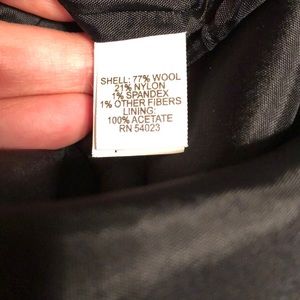 SHELL: 77% WOOL
21% NYLON
1% SPANDEX
1% OTHER FIBERS
LINING:
100% ACETATE
RN 54023